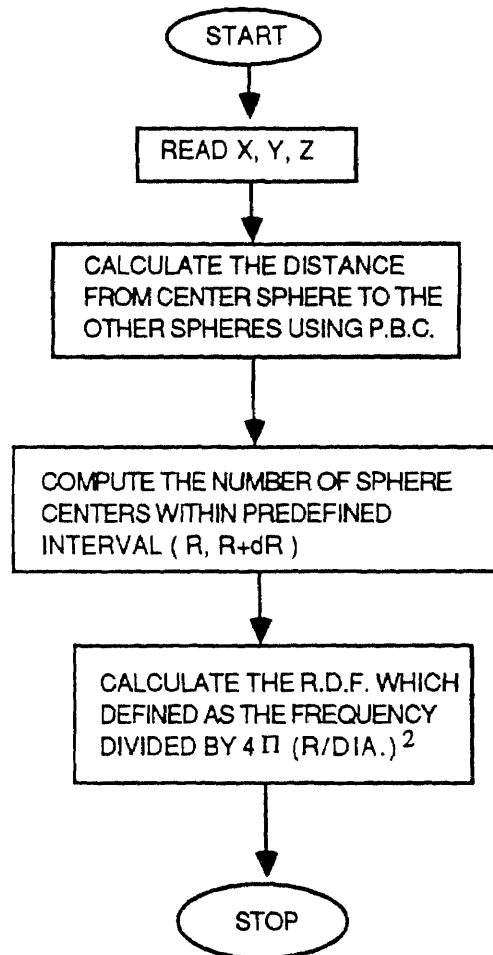 START
READ X, Y, Z
CALCULATE THE DISTANCE
FROM CENTER SPHERE TO THE
OTHER SPHERES USING P.B.C.
COMPUTE THE NUMBER OF SPHERE
CENTERS WITHIN PREDEFINED
INTERVAL ( R, R+dR )
CALCULATE THE R.D.F. WHICH
DEFINED AS THE FREQUENCY
DIVIDED BY 4 Π (R/DIA.)²
STOP